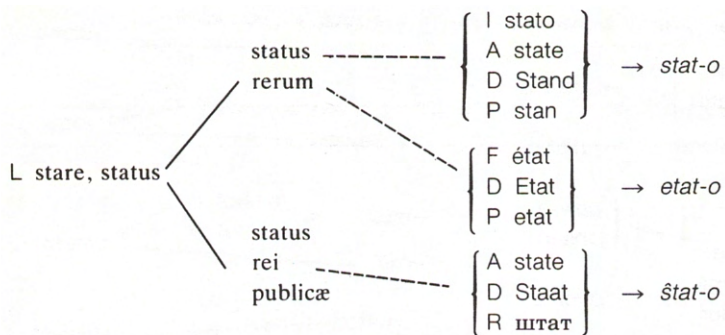 I stato
status A state
rerum D Stand → stat-o
P stan
F état
L stare, status D Etat → etat-o
P etat
status
rei A state
publicæ D Staat → ŝtat-o
R штат